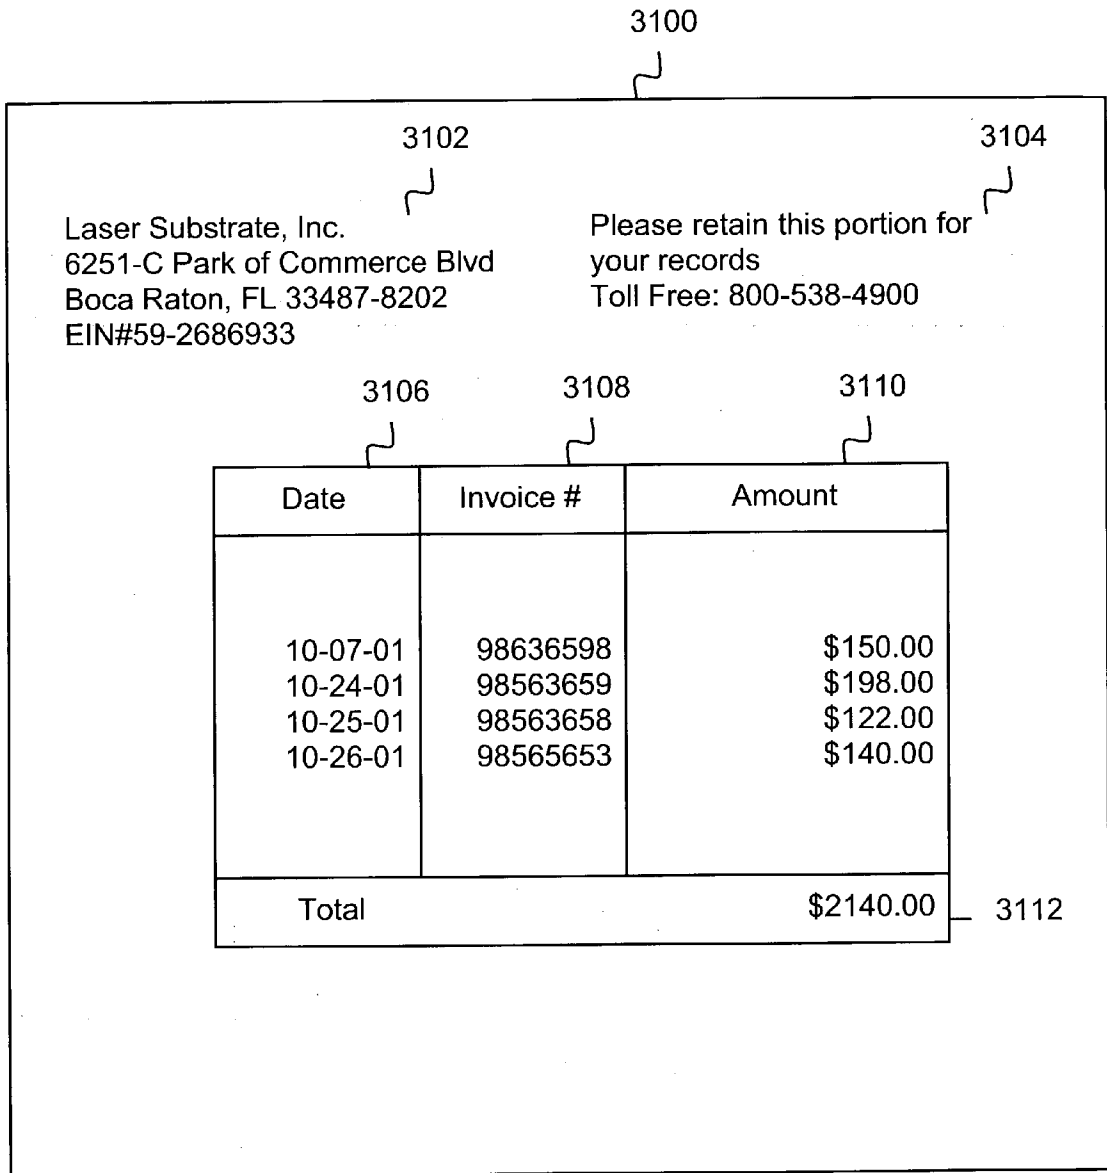 3100
3102 3104
Laser Substrate, Inc.
6251-C Park of Commerce Blvd
Boca Raton, FL 33487-8202
EIN#59-2686933
Please retain this portion for
your records
Toll Free: 800-538-4900
3106 3108 3110
Date Invoice # Amount
10-07-01 98636598 $150.00
10-24-01 98563659 $198.00
10-25-01 98563658 $122.00
10-26-01 98565653 $140.00
Total $2140.00 3112